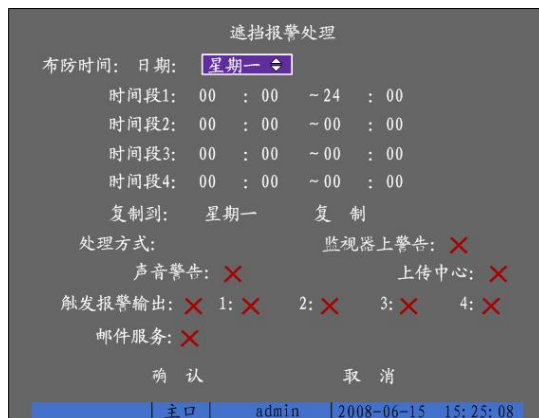 遮挡报警处理
布防时间: 日期: 星期一
时间段1: 00 : 00 ~24 : 00
时间段2: 00 : 00 ~00 : 00
时间段3: 00 : 00 ~00 : 00
时间段4: 00 : 00 ~00 : 00
复制到: 星期一 复 制
处理方式: 监视器上警告:
声音警告: 上传中心:
触发报警输出: 1: 2: 3: 4:
邮件服务:
确 认 取 消
主口 admin 2008-06-15 15:25:08